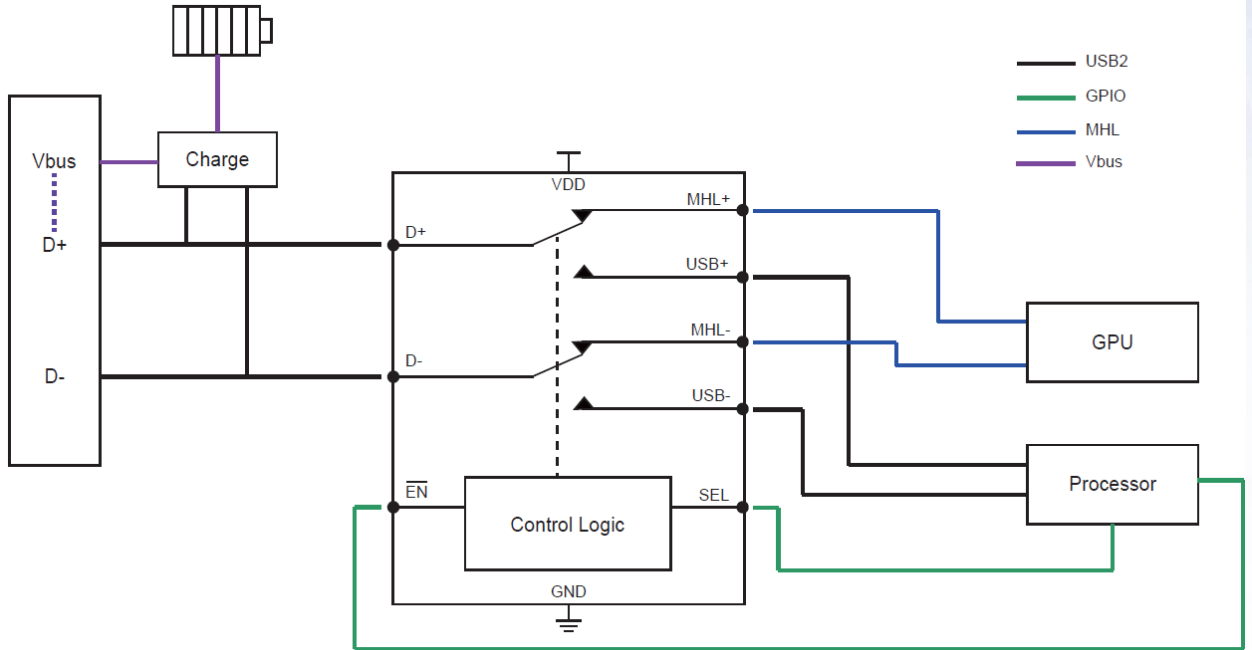 USB2
GPIO
MHL
Vbus
Vbus
D+
D-
Charge
VDD
D+
MHL+
USB+
MHL-
D-
USB-
EN
SEL
Control Logic
GND
GPU
Processor